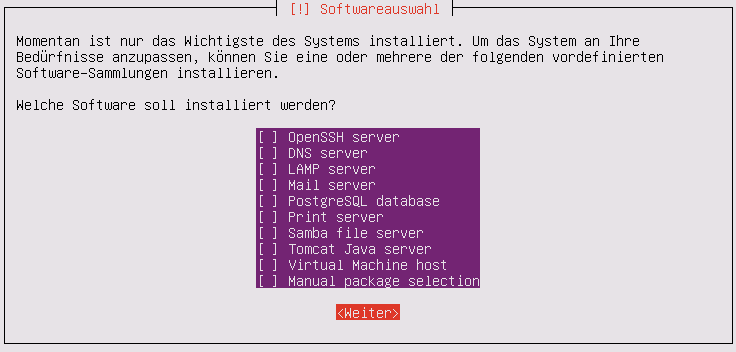 [!] Softwareauswahl
Momentan ist nur das Wichtigste des Systems installiert. Um das System an Ihre
Bedürfnisse anzupassen, können Sie eine oder mehrere der folgenden vordefinierten
Software-Sammlungen installieren.
Welche Software soll installiert werden?
[ ] OpenSSH server
[ ] DNS server
[ ] LAMP server
[ ] Mail server
[ ] PostgreSQL database
[ ] Print server
[ ] Samba file server
[ ] Tomcat Java server
[ ] Virtual Machine host
[ ] Manual package selection
<Weiter>